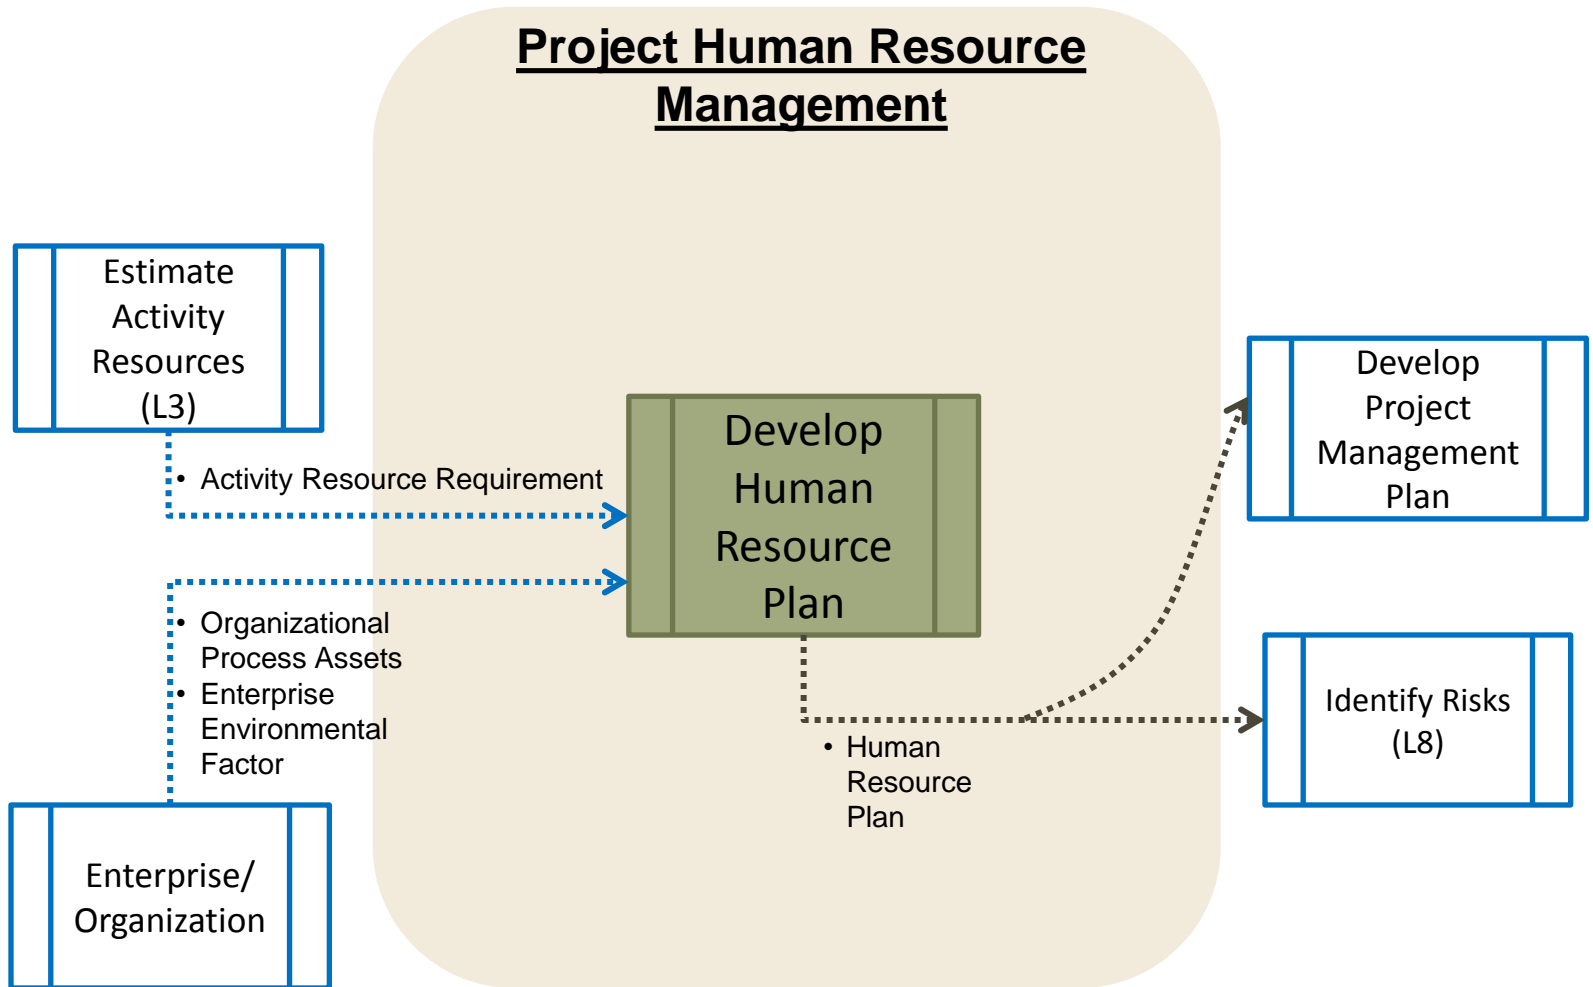 Project Human Resource
Management
Estimate
Activity
Resources
(L3)
• Activity Resource Requirement
• Organizational
Process Assets
• Enterprise
Environmental
Factor
Enterprise/
Organization
Develop
Human
Resource
Plan
• Human
Resource
Plan
Develop
Project
Management
Plan
Identify Risks
(L8)